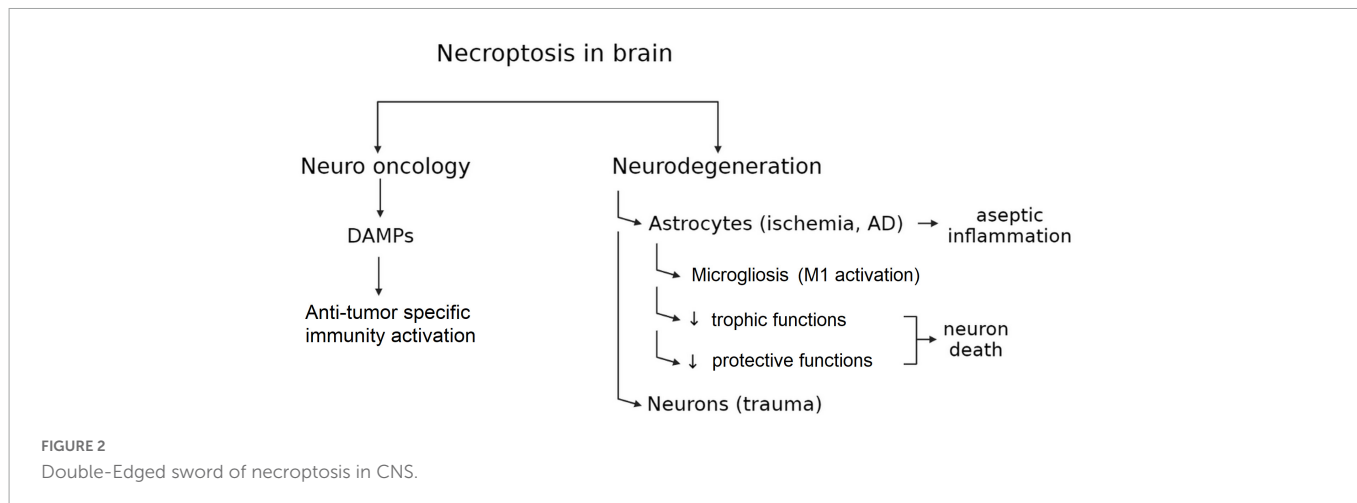 Necroptosis in brain
Neuro oncology
DAMPs
Anti-tumor specific
immunity activation
Neurodegeneration
Astrocytes (ischemia, AD)
aseptic
inflammation
Microgliosis (M1 activation)
↓ trophic functions
↓ protective functions
neuron
death
Neurons (trauma)
FIGURE 2
Double-Edged sword of necroptosis in CNS.